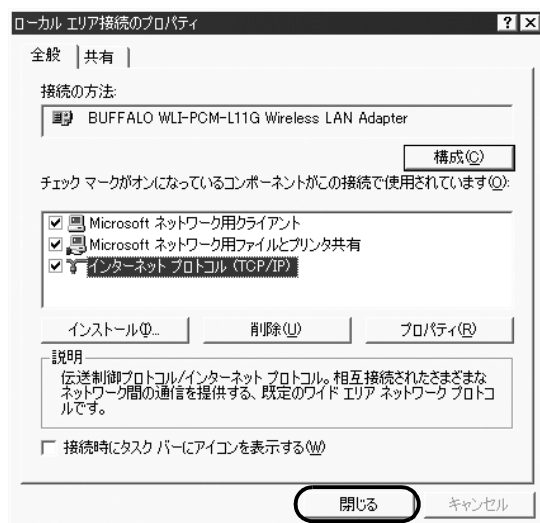 ローカル エリア接続のプロパティ
全般
共有
接続の方法:
BUFFALO WLI-PCM-L11G Wireless LAN Adapter
構成(C)
チェック マークがオンになっているコンポーネントがこの接続で使用されています(O):
Microsoft ネットワーク用クライアント
Microsoft ネットワーク用ファイルとプリンタ共有
インターネット プロトコル (TCP/IP)
インストール(I)...
削除(U)
プロパティ(R)
説明
伝送制御プロトコル/インターネット プロトコル。相互接続されたさまざまな
ネットワーク間の通信を提供する、既定のワイド エリア ネットワーク プロトコ
ルです。
接続時にタスク バーにアイコンを表示する(W)
閉じる
キャンセル